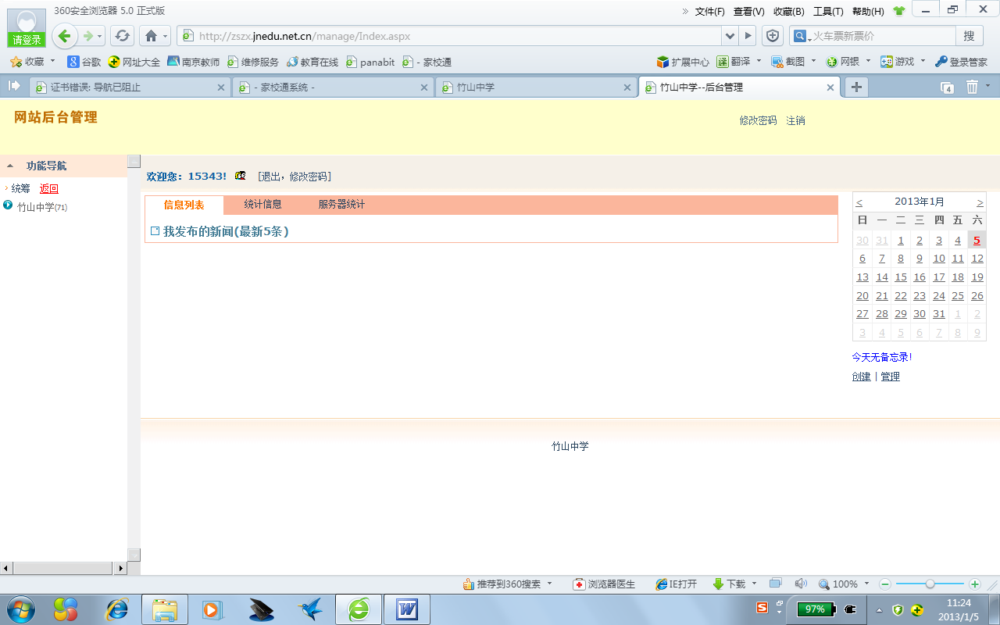 360安全浏览器 5.0 正式版
» 文件(F) 查看(V) 收藏(B) 工具(T) 帮助(H)
请登录
http://zszx.jnedu.net.cn/manage/Index.aspx
火车票新票价 搜
收藏 谷歌 网址大全 南京教师 维修服务 教育在线 panabit - 家校通 扩展中心 翻译 截图 网银 游戏 登录管家
证书错误: 导航已阻止 - 家校通系统 - 竹山中学 竹山中学--后台管理 4
网站后台管理
修改密码 注销
功能导航
统筹 返回
竹山中学(71)
欢迎您：15343! [退出，修改密码]
信息列表 统计信息 服务器统计
我发布的新闻(最新5条)
< 2013年1月 >
日 一 二 三 四 五 六
30 31 1 2 3 4 5
6 7 8 9 10 11 12
13 14 15 16 17 18 19
20 21 22 23 24 25 26
27 28 29 30 31 1 2
3 4 5 6 7 8 9
今天无备忘录!
创建 | 管理
竹山中学
推荐到360搜索 浏览器医生 IE打开 下载 100%
97%
11:24
2013/1/5